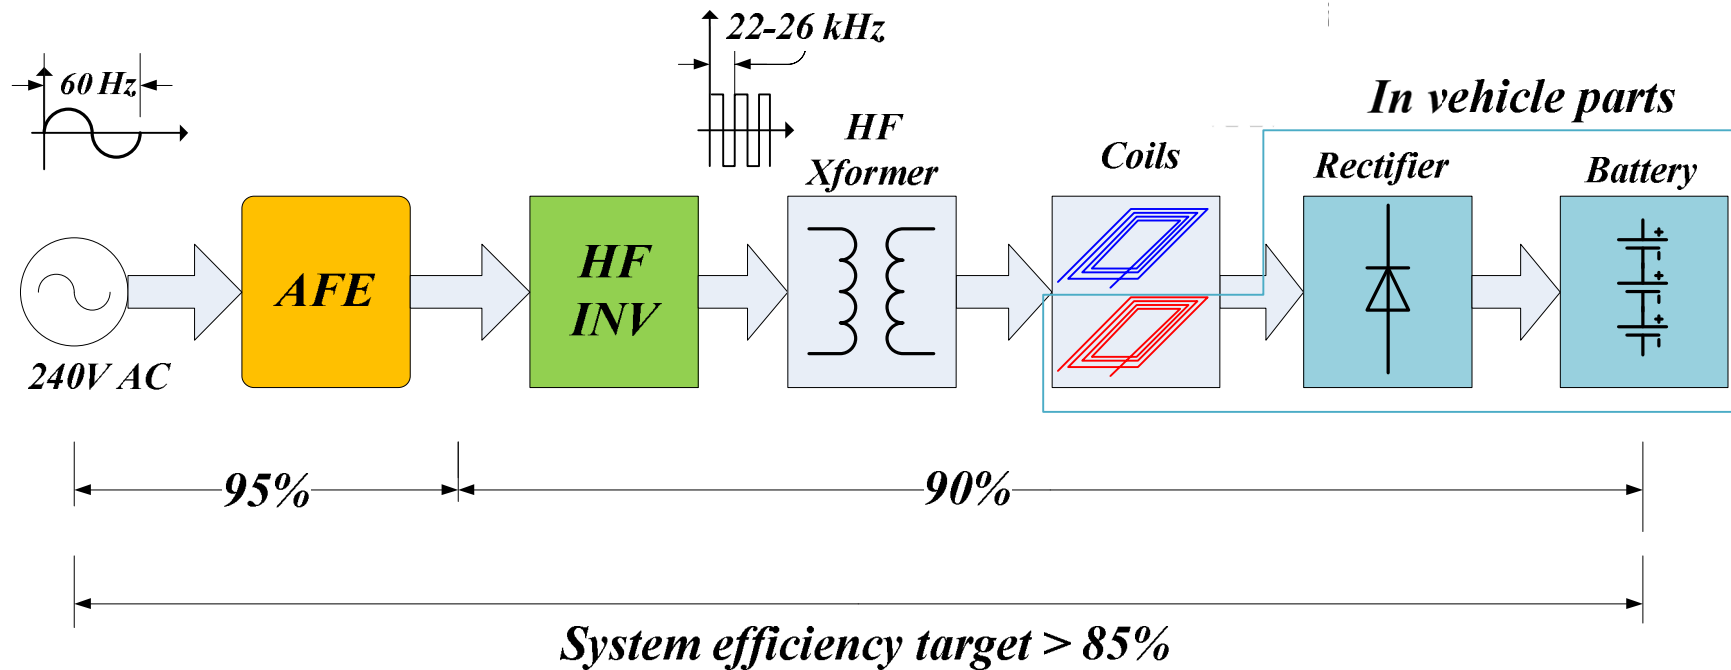 60 Hz
22-26 kHz
In vehicle parts
HF
Xformer
Coils
Rectifier
Battery
AFE
HF
INV
240V AC
95%
90%
System efficiency target > 85%